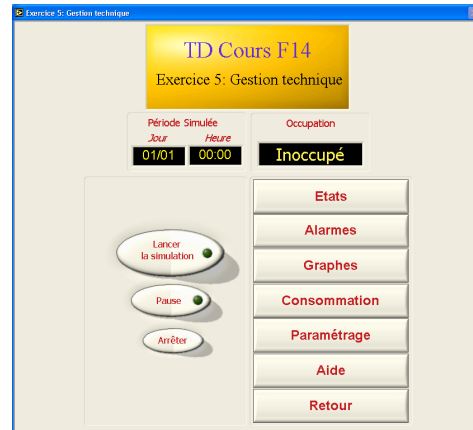 Exercice 5: Gestion technique
TD Cours F14
Exercice 5: Gestion technique
Période Simulée
Jour Heure
01/01 00:00
Occupation
Inoccupé
Lancer
la simulation
Pause
Arrêter
Etats
Alarmes
Graphes
Consommation
Paramétrage
Aide
Retour